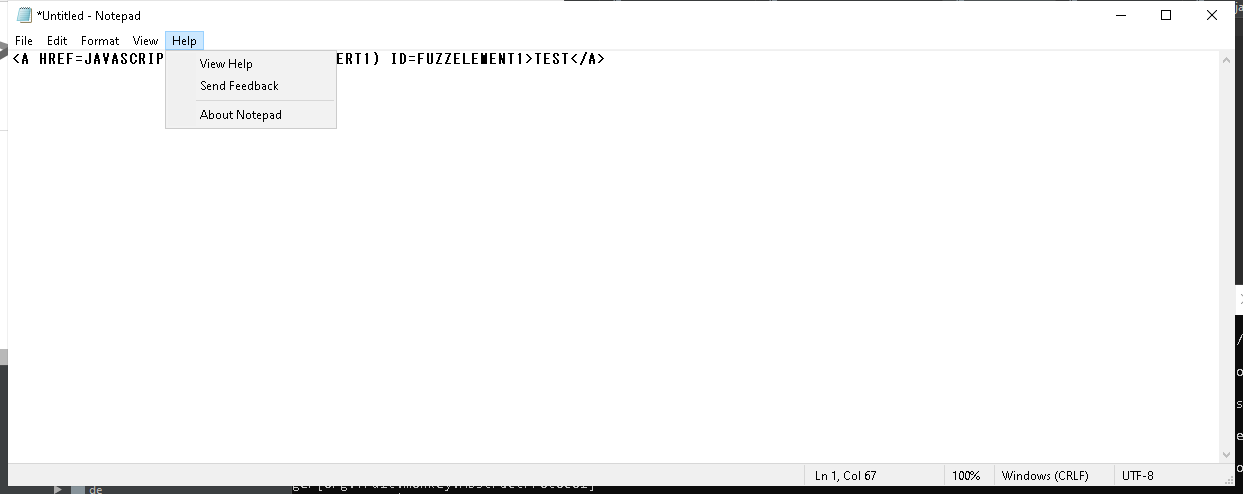 *Untitled - Notepad
File Edit Format View Help
<A HREF=JAVASCRIP ERT1) ID=FUZZELEMENT1>TEST</A>
View Help
Send Feedback
About Notepad
Ln 1, Col 67 100% Windows (CRLF) UTF-8
de